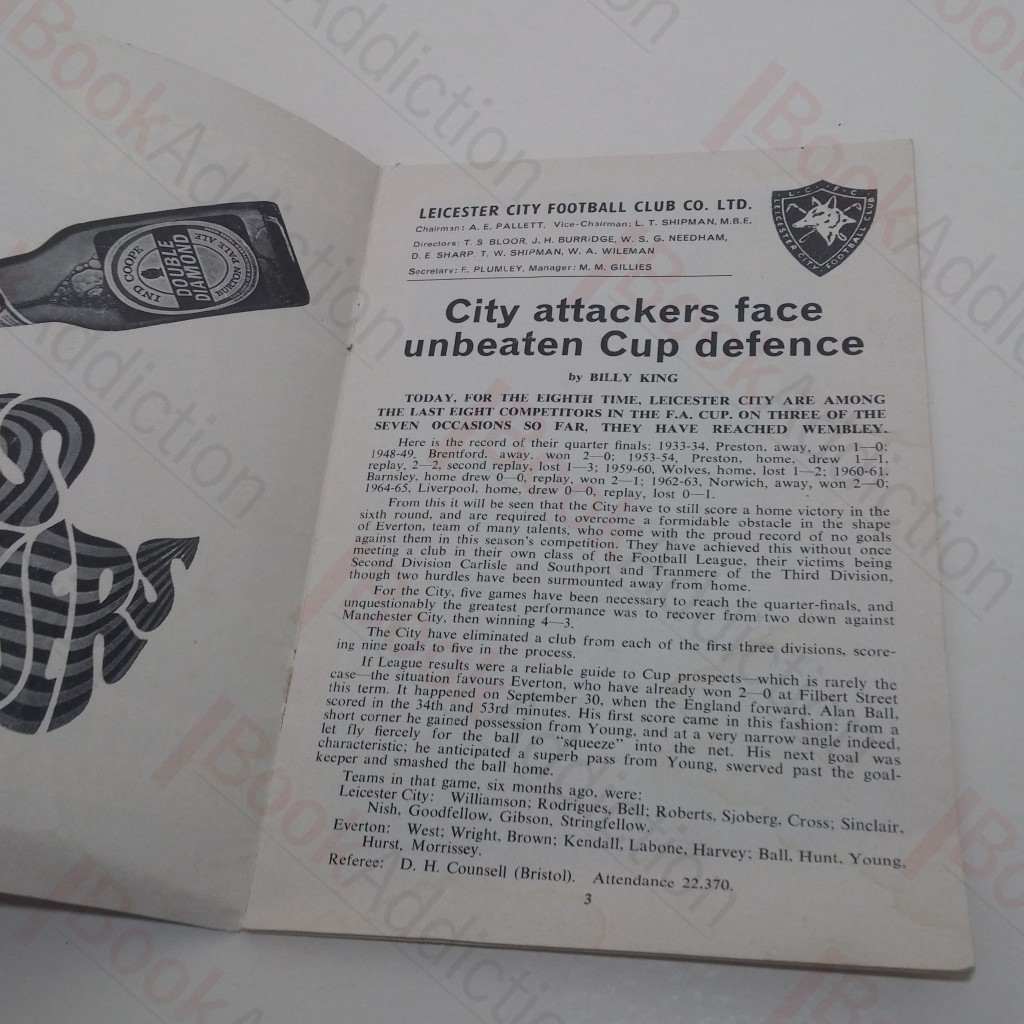 IND COOPE
DOUBLE
DIAMOND
BURTON PALE ALE
LEICESTER CITY FOOTBALL CLUB CO. LTD.
Chairman: A. E. PALLETT, Vice-Chairman: L. T. SHIPMAN, M.B.E.
Directors: T. S. BLOOR, J. H. BURRIDGE, W. S. G. NEEDHAM,
D. E. SHARP, T. W. SHIPMAN, W. A. WILEMAN
Secretary: E. PLUMLEY, Manager: M. M. GILLIES
L.C.F.C.
LEICESTER CITY FOOTBALL CLUB
City attackers face
unbeaten Cup defence
by BILLY KING
TODAY, FOR THE EIGHTH TIME, LEICESTER CITY ARE AMONG
THE LAST EIGHT COMPETITORS IN THE F.A. CUP. ON THREE OF THE
SEVEN OCCASIONS SO FAR, THEY HAVE REACHED WEMBLEY.
Here is the record of their quarter finals: 1933-34, Preston, away, won 1—0;
1948-49, Brentford, away, won 2—0; 1953-54, Preston, home, drew 1—1,
replay, 2—2, second replay, lost 1—3; 1959-60, Wolves, home, lost 1—2; 1960-61,
Barnsley, home drew 0—0, replay, won 2—1; 1962-63, Norwich, away, won 2—0;
1964-65, Liverpool, home, drew 0—0, replay, lost 0—1.
From this it will be seen that the City have to still score a home victory in the
sixth round, and are required to overcome a formidable obstacle in the shape
of Everton, team of many talents, who come with the proud record of no goals
against them in this season's competition. They have achieved this without once
meeting a club in their own class of the Football League, their victims being
Second Division Carlisle and Southport and Tranmere of the Third Division,
though two hurdles have been surmounted away from home.
For the City, five games have been necessary to reach the quarter-finals, and
unquestionably the greatest performance was to recover from two down against
Manchester City, then winning 4—3.
The City have eliminated a club from each of the first three divisions, scor-
ing nine goals to five in the process.
If League results were a reliable guide to Cup prospects—which is rarely the
case—the situation favours Everton, who have already won 2—0 at Filbert Street
this term. It happened on September 30, when the England forward, Alan Ball,
scored in the 34th and 53rd minutes. His first score came in this fashion: from a
short corner he gained possession from Young, and at a very narrow angle indeed,
let fly fiercely for the ball to "squeeze" into the net. His next goal was
characteristic; he anticipated a superb pass from Young, swerved past the goal-
keeper and smashed the ball home.
Teams in that game, six months ago, were:
Leicester City: Williamson; Rodrigues, Bell; Roberts, Sjoberg, Cross; Sinclair,
Nish, Goodfellow, Gibson, Stringfellow.
Everton: West; Wright, Brown; Kendall, Labone, Harvey; Ball, Hunt, Young,
Hurst, Morrissey.
Referee: D. H. Counsell (Bristol). Attendance 22,370.
3
BookAddiction